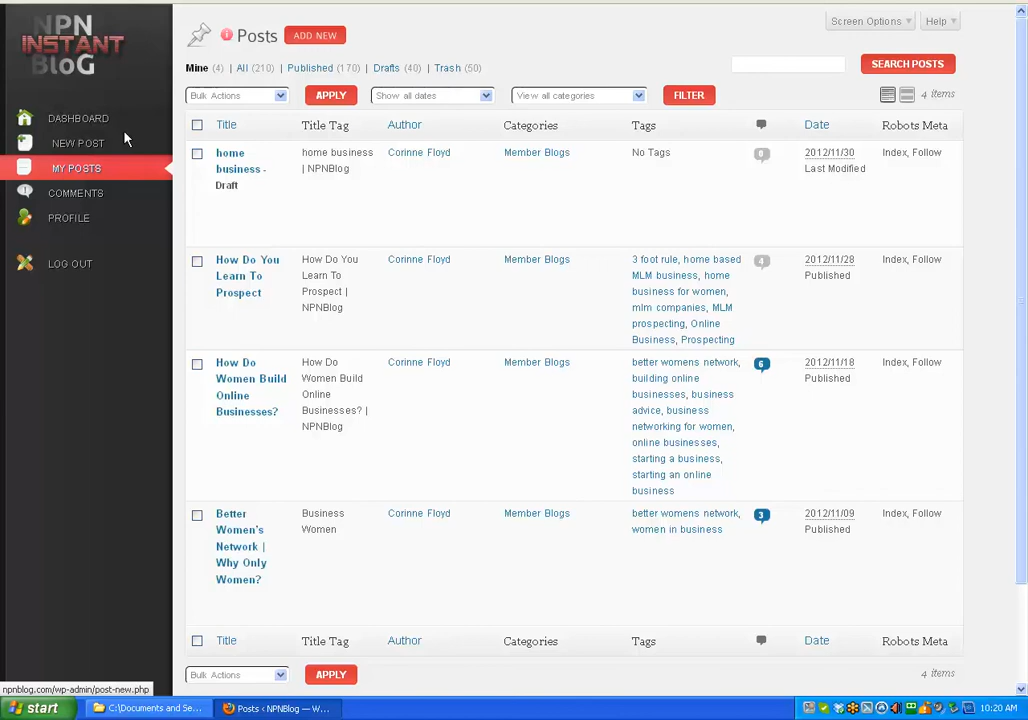 NPN
INSTANT
BLoG
Posts ADD NEW
Screen Options Help
Mine (4) | All (210) | Published (170) | Drafts (40) | Trash (50)
SEARCH POSTS
Bulk Actions APPLY Show all dates View all categories FILTER 4 items
DASHBOARD
NEW POST
MY POSTS
COMMENTS
PROFILE
LOG OUT
Title Title Tag Author Categories Tags Date Robots Meta
home business - Draft
home business | NPNBlog
Corinne Floyd
Member Blogs
No Tags
0
2012/11/30
Last Modified
Index, Follow
How Do You
Learn To
Prospect
How Do You
Learn To
Prospect |
NPNBlog
Corinne Floyd
Member Blogs
3 foot rule, home based
MLM business, home
business for women,
mlm companies, MLM
prospecting, Online
Business, Prospecting
4
2012/11/28
Published
Index, Follow
How Do
Women Build
Online
Businesses?
How Do
Women Build
Online
Businesses? |
NPNBlog
Corinne Floyd
Member Blogs
better womens network,
building online
businesses, business
advice, business
networking for women,
online businesses,
starting a business,
starting an online
business
6
2012/11/18
Published
Index, Follow
Better
Women's
Network |
Why Only
Women?
Business
Women
Corinne Floyd
Member Blogs
better womens network,
women in business
3
2012/11/09
Published
Index, Follow
Title Title Tag Author Categories Tags Date Robots Meta
Bulk Actions APPLY 4 items
npnblog.com/wp-admin/post-new.php
start C:\Documents and Se... Posts < NPNBlog — W... 10:20 AM